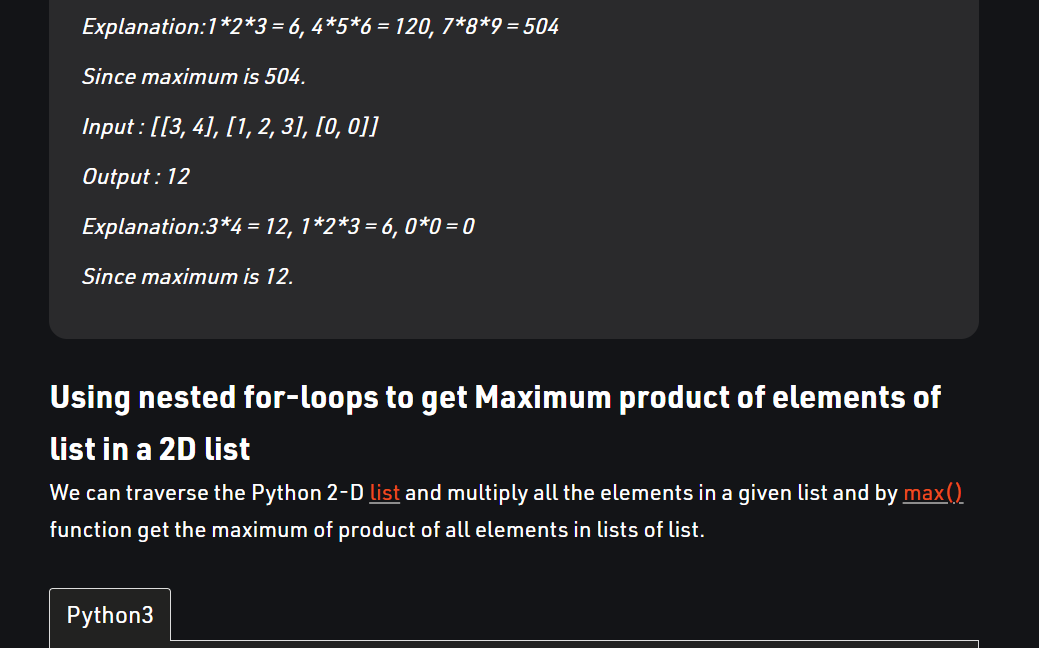 Explanation:1*2*3 = 6, 4*5*6 = 120, 7*8*9 = 504
Since maximum is 504.
Input : [[3, 4], [1, 2, 3], [0, 0]]
Output : 12
Explanation:3*4 = 12, 1*2*3 = 6, 0*0 = 0
Since maximum is 12.
Using nested for-loops to get Maximum product of elements of
list in a 2D list
We can traverse the Python 2-D list and multiply all the elements in a given list and by max()
function get the maximum of product of all elements in lists of list.
Python3